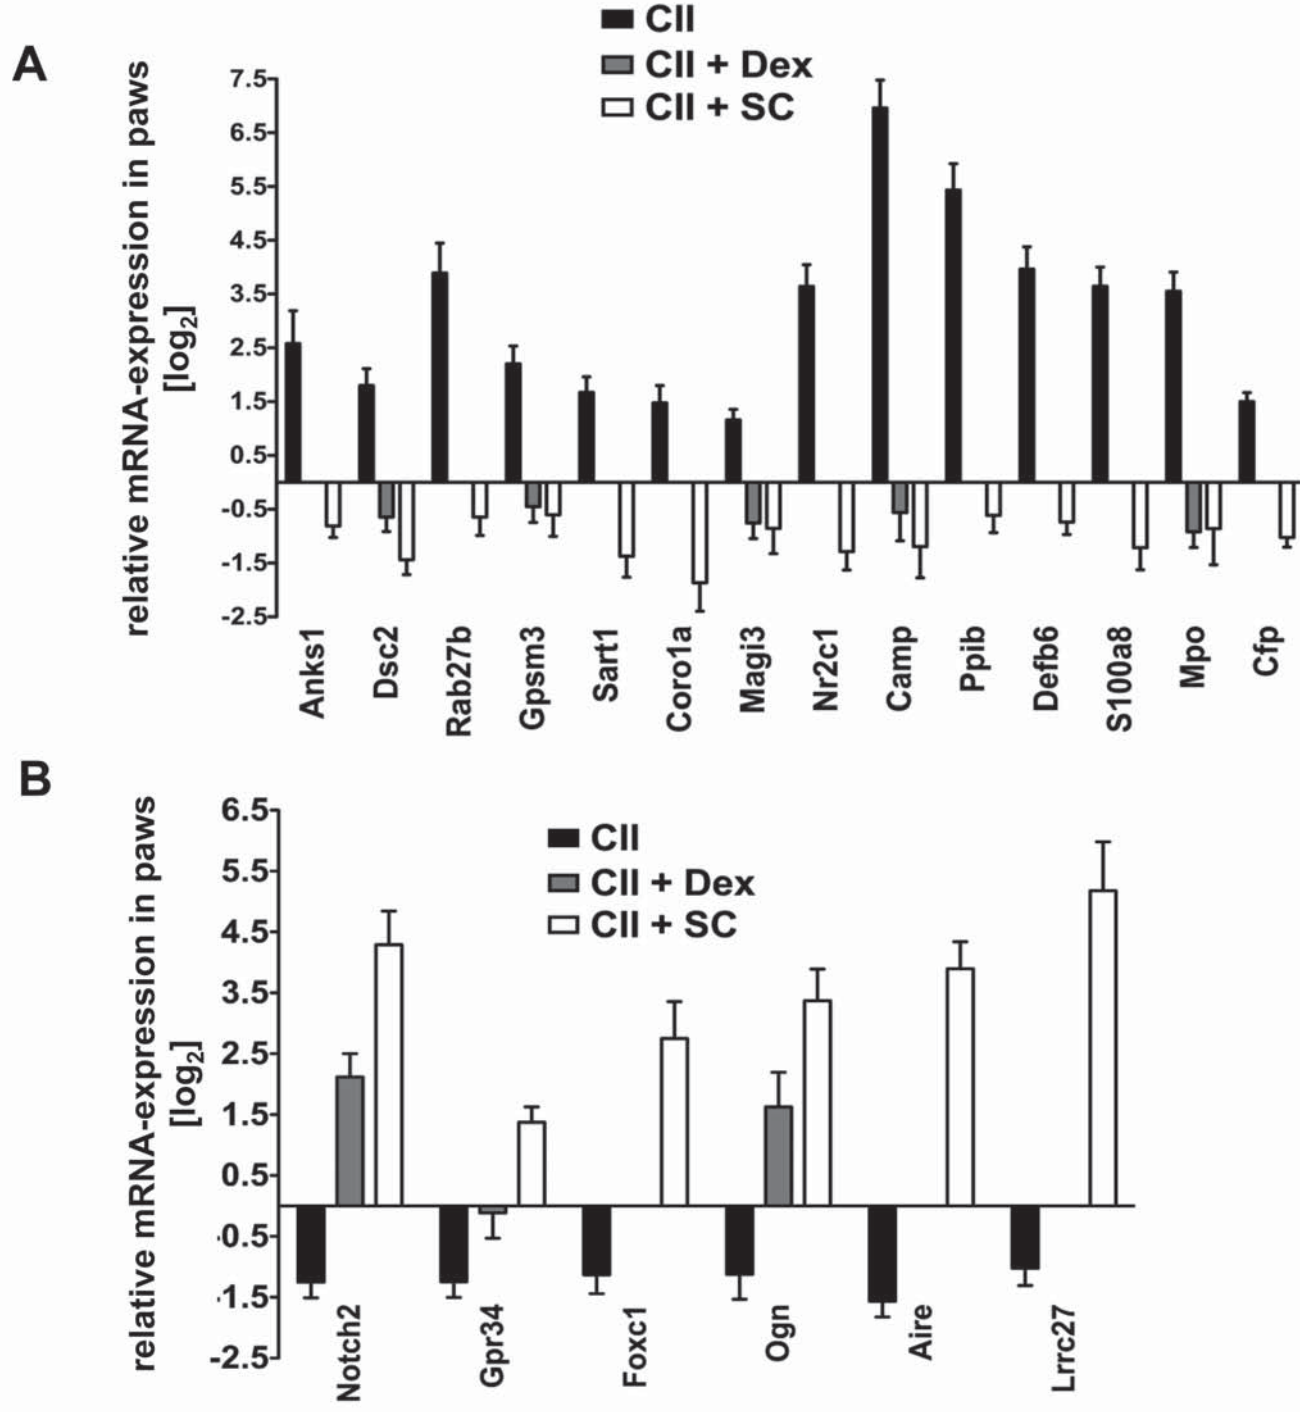 A
CII
CII + Dex
CII + SC
relative mRNA-expression in paws
[log2]
7.5
6.5
5.5
4.5
3.5
2.5
1.5
0.5
-0.5
-1.5
-2.5
Anks1
Dsc2
Rab27b
Gpsm3
Sart1
Coro1a
Magi3
Nr2c1
Camp
Ppib
Defb6
S100a8
Mpo
Cfp
B
CII
CII + Dex
CII + SC
relative mRNA-expression in paws
[log2]
6.5
5.5
4.5
3.5
2.5
1.5
0.5
-0.5
-1.5
-2.5
Notch2
Gpr34
Foxc1
Ogn
Aire
Lrrc27